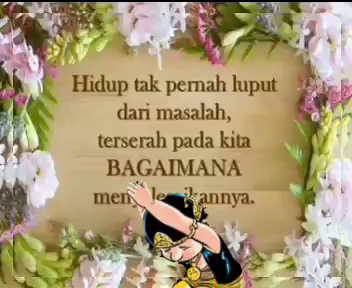 Hidup tak pernah luput
dari masalah,
terserah pada kita
BAGAIMANA